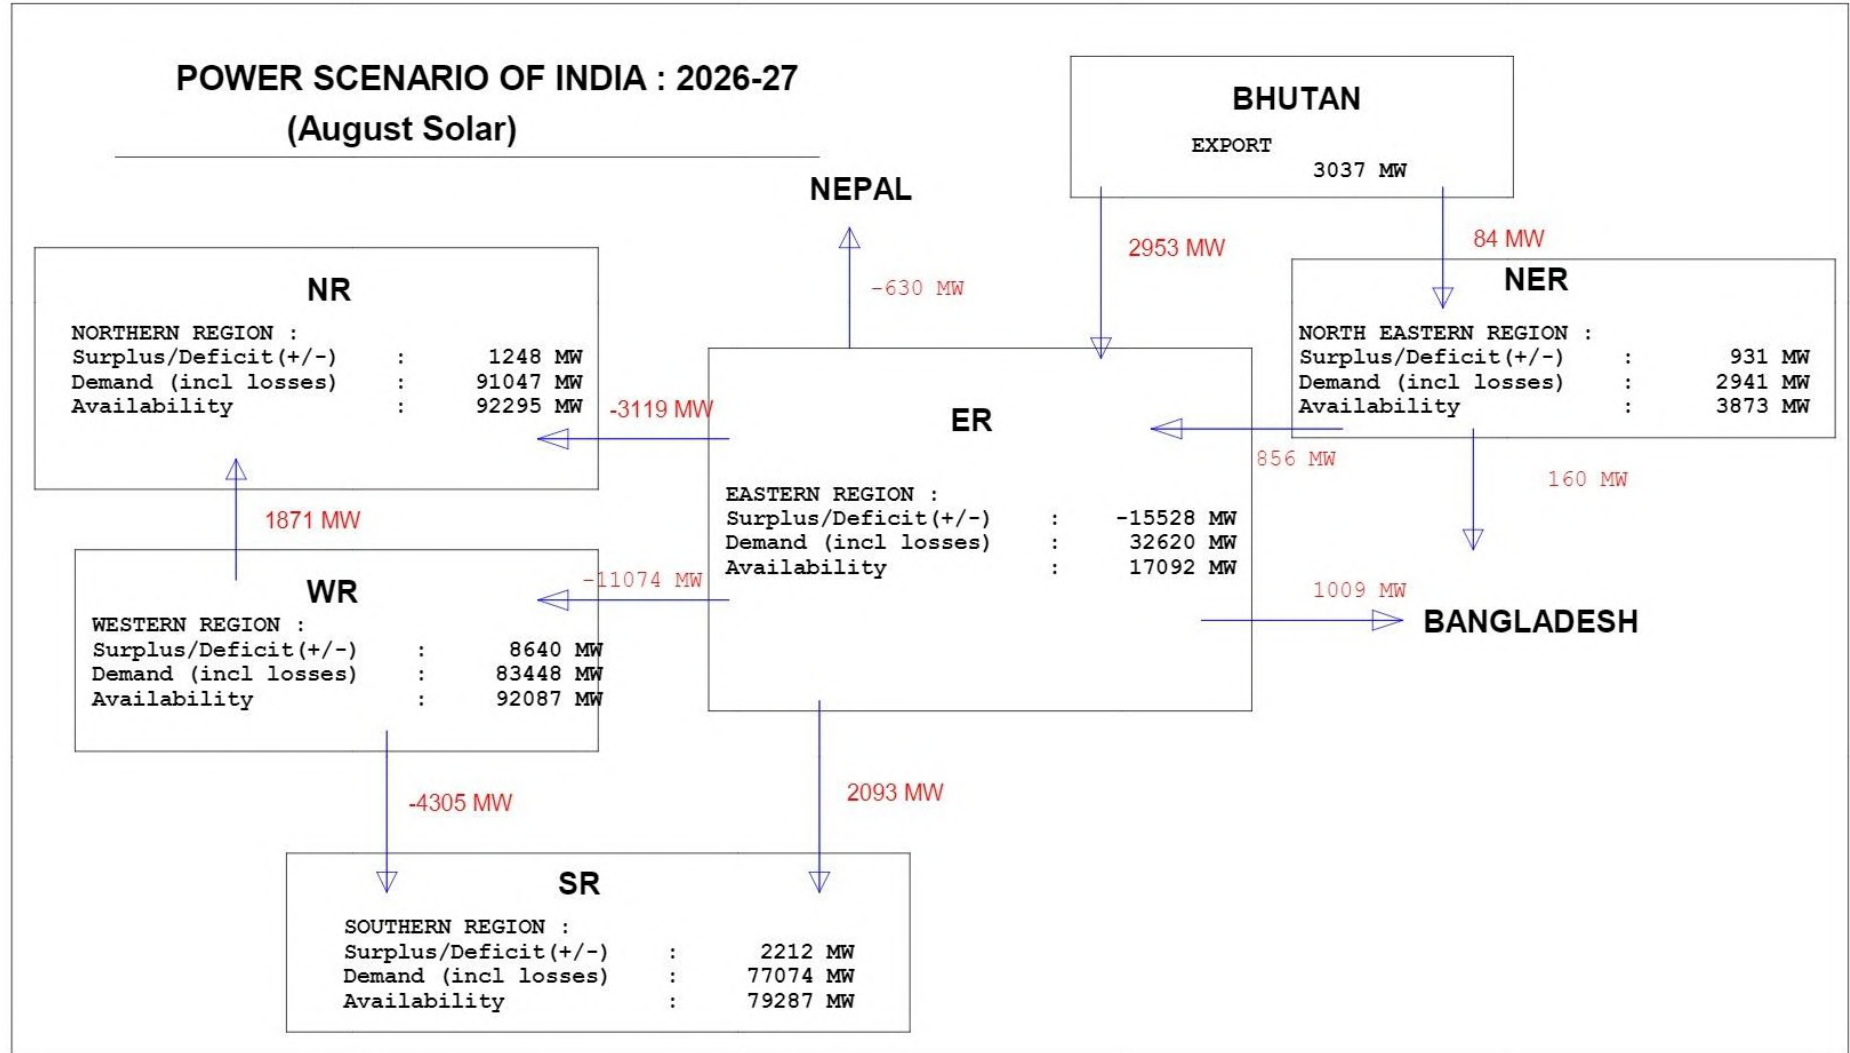 POWER SCENARIO OF INDIA : 2026-27
(August Solar)
BHUTAN
EXPORT
3037 MW
NEPAL
2953 MW
84 MW
-630 MW
NR
NORTHERN REGION :
Surplus/Deficit(+/-) : 1248 MW
Demand (incl losses) : 91047 MW
Availability : 92295 MW
NER
NORTH EASTERN REGION :
Surplus/Deficit(+/-) : 931 MW
Demand (incl losses) : 2941 MW
Availability : 3873 MW
-3119 MW
ER
EASTERN REGION :
Surplus/Deficit(+/-) : -15528 MW
Demand (incl losses) : 32620 MW
Availability : 17092 MW
856 MW
160 MW
1871 MW
-11074 MW
1009 MW
BANGLADESH
WR
WESTERN REGION :
Surplus/Deficit(+/-) : 8640 MW
Demand (incl losses) : 83448 MW
Availability : 92087 MW
-4305 MW
2093 MW
SR
SOUTHERN REGION :
Surplus/Deficit(+/-) : 2212 MW
Demand (incl losses) : 77074 MW
Availability : 79287 MW